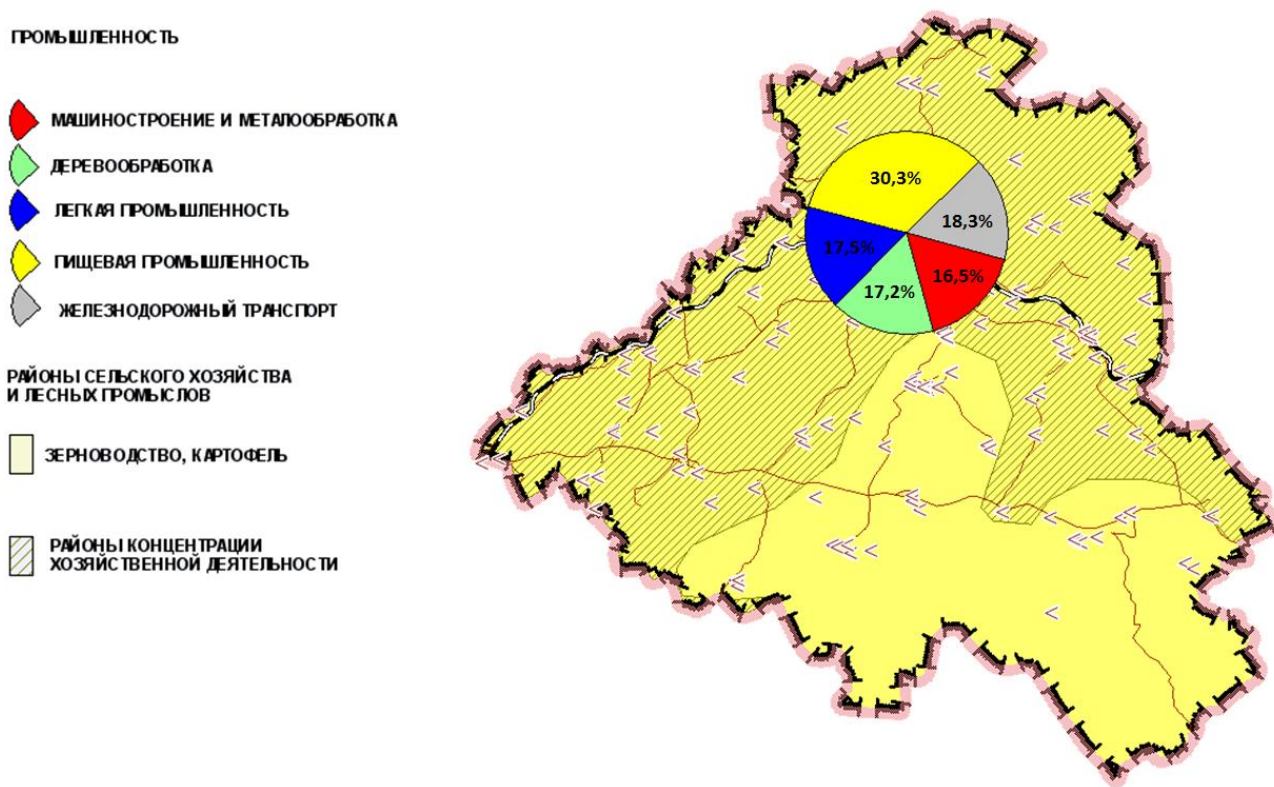 ПРОМЫШЛЕННОСТЬ
МАШИНОСТРОЕНИЕ И МЕТАЛООБРАБОТКА
ДЕРЕВООБРАБОТКА
ЛЕГКАЯ ПРОМЫШЛЕННОСТЬ
ПИЩЕВАЯ ПРОМЫШЛЕННОСТЬ
ЖЕЛЕЗНОДОРОЖНЫЙ ТРАНСПОРТ
РАЙОНЫ СЕЛЬСКОГО ХОЗЯЙСТВА
И ЛЕСНЫХ ПРОМЫСЛОВ
ЗЕРНОВОДСТВО, КАРТОФЕЛЬ
РАЙОНЫ КОНЦЕНТРАЦИИ
ХОЗЯЙСТВЕННОЙ ДЕЯТЕЛЬНОСТИ
30,3%
18,3%
17,5%
16,5%
17,2%